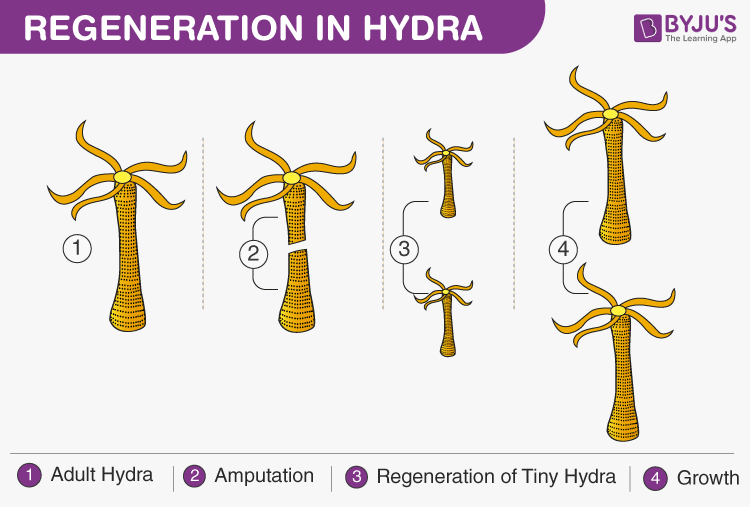 REGENERATION IN HYDRA
BYJU'S
The Learning App
1
2
3
4
1 Adult Hydra
2 Amputation
3 Regeneration of Tiny Hydra
4 Growth